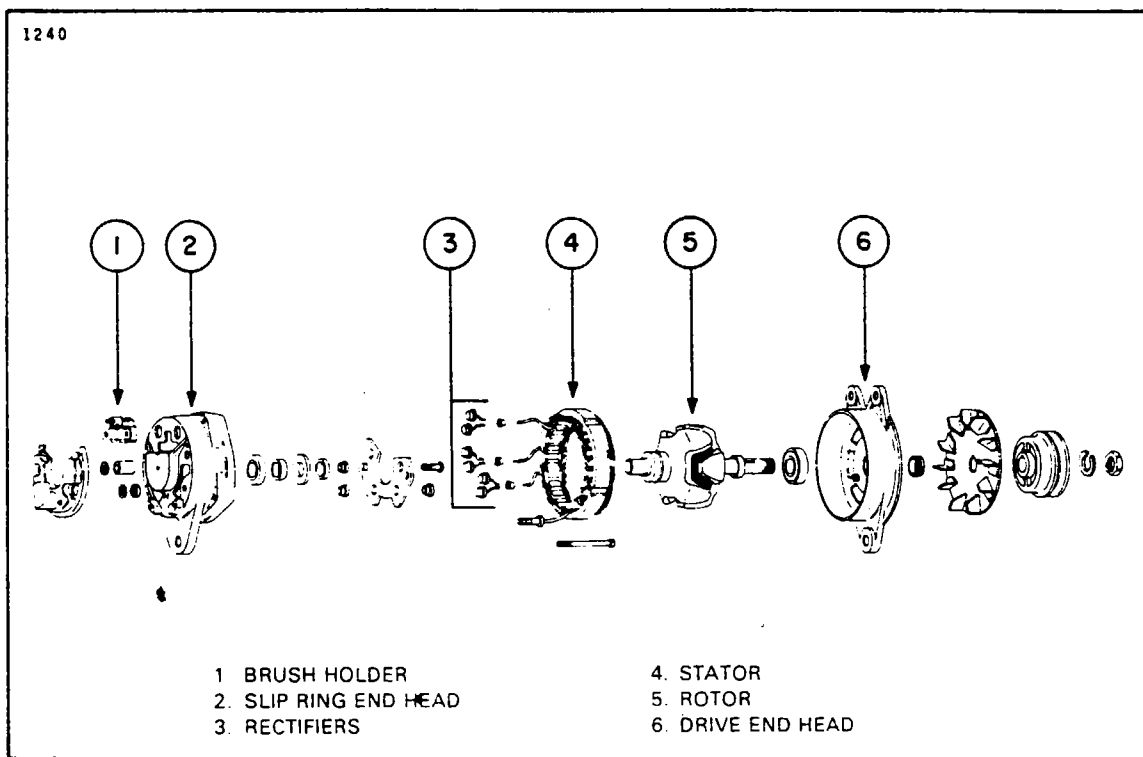 1240
1 2 3 4 5 6
1 BRUSH HOLDER
2. SLIP RING END HEAD
3. RECTIFIERS
4. STATOR
5. ROTOR
6. DRIVE END HEAD